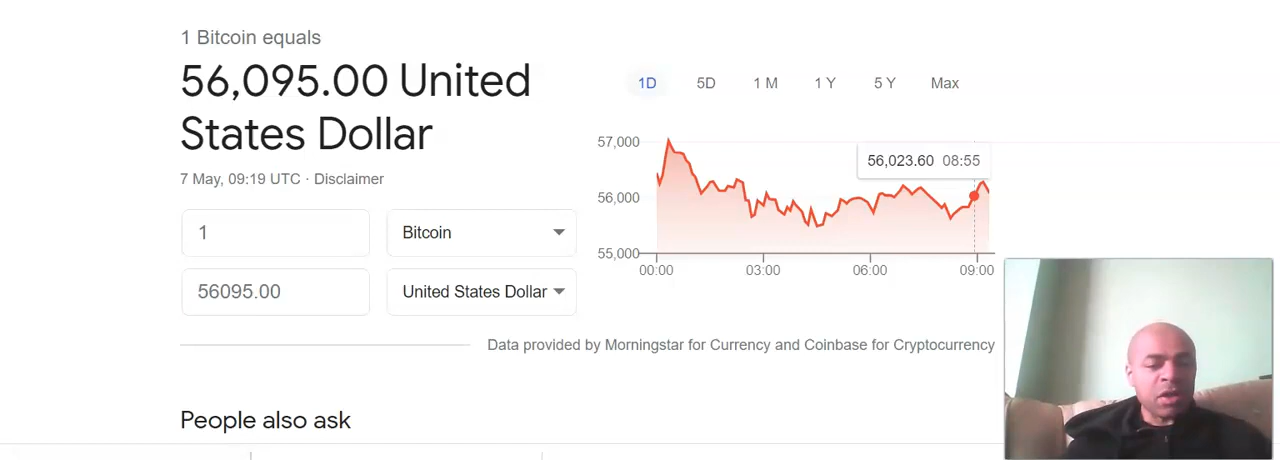 1 Bitcoin equals
56,095.00 United
States Dollar
7 May, 09:19 UTC · Disclaimer
1
Bitcoin
56095.00
United States Dollar
1D 5D 1 M 1 Y 5 Y Max
57,000
56,023.60 08:55
56,000
55,000
00:00 03:00 06:00 09:00
Data provided by Morningstar for Currency and Coinbase for Cryptocurrency
People also ask